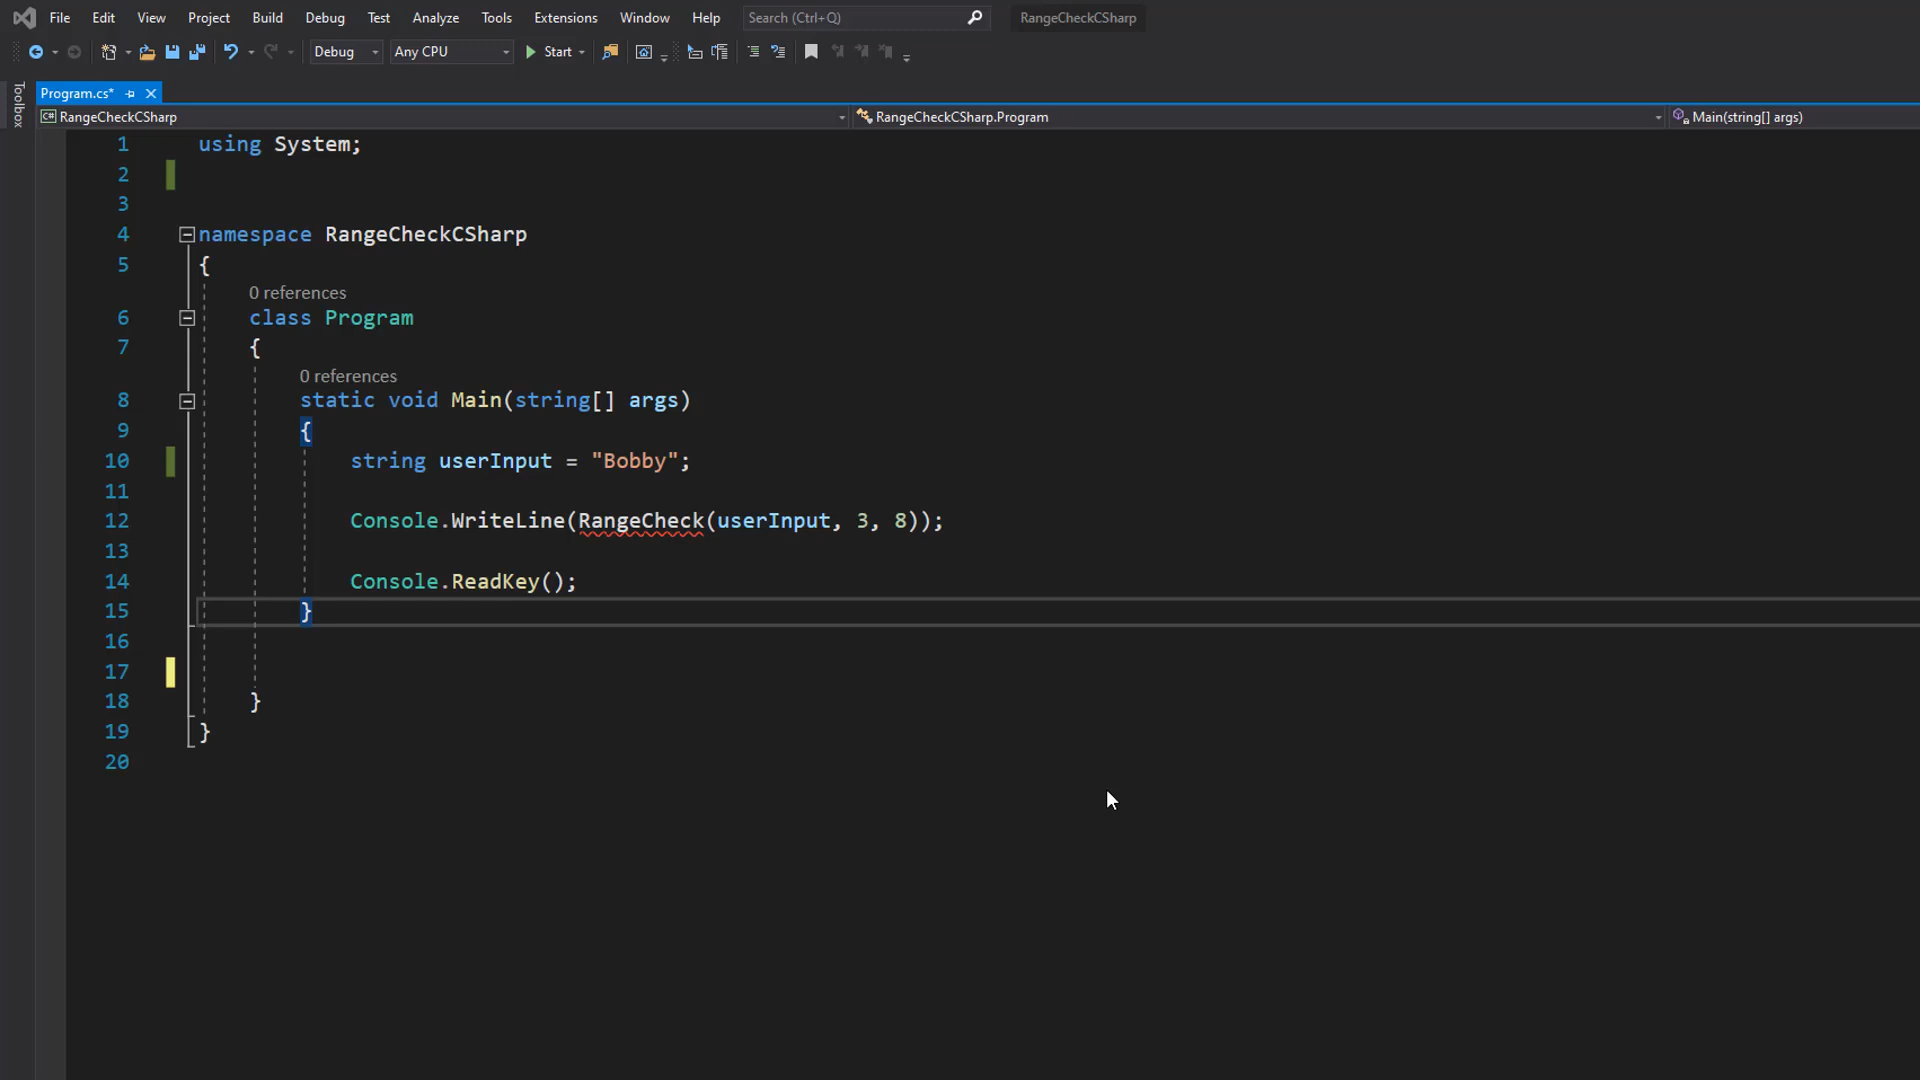 File Edit View Project Build Debug Test Analyze Tools Extensions Window Help Search (Ctrl+Q) RangeCheckCSharp
Debug Any CPU Start
Toolbox
Program.cs*
C# RangeCheckCSharp RangeCheckCSharp.Program Main(string[] args)
1 using System;
2
3
4 namespace RangeCheckCSharp
5 {
0 references
6 class Program
7 {
0 references
8 static void Main(string[] args)
9 {
10 string userInput = "Bobby";
11
12 Console.WriteLine(RangeCheck(userInput, 3, 8));
13
14 Console.ReadKey();
15 }
16
17
18 }
19 }
20